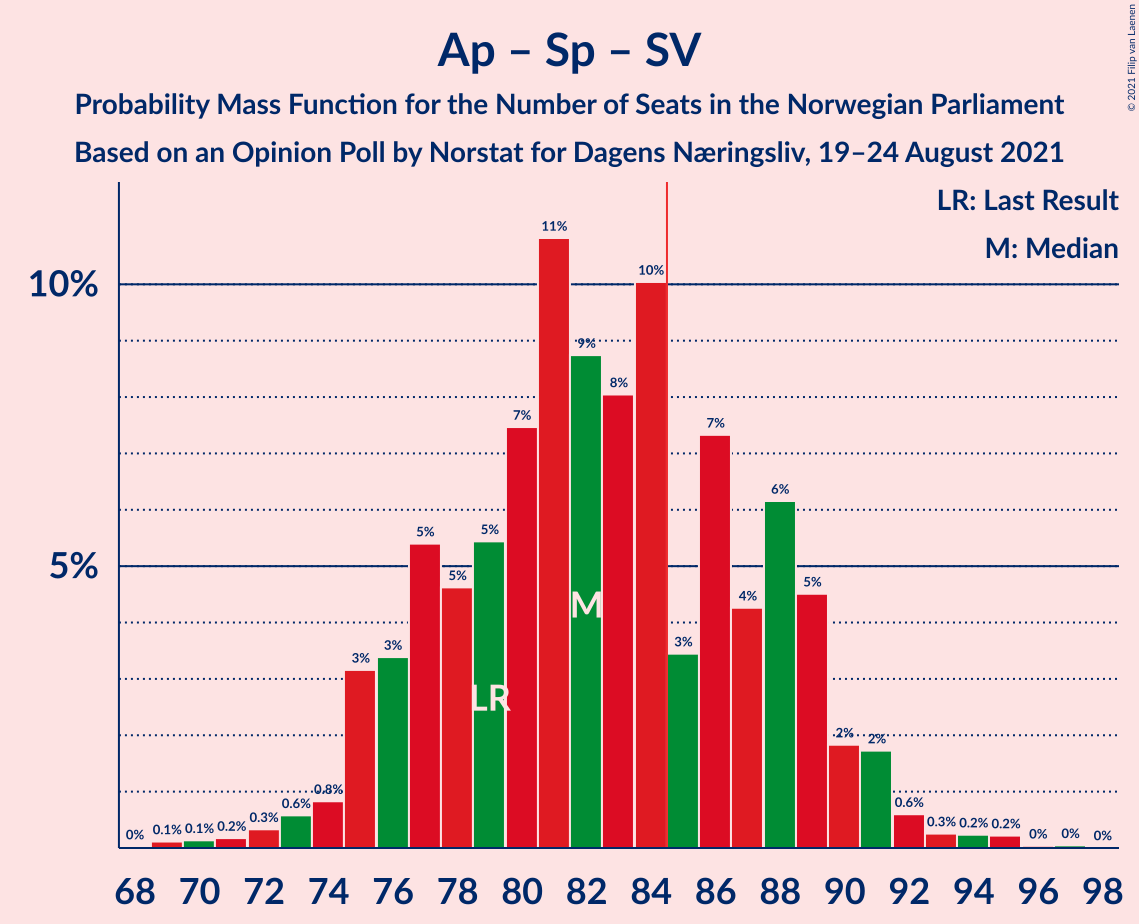 Ap – Sp – SV
Probability Mass Function for the Number of Seats in the Norwegian Parliament
Based on an Opinion Poll by Norstat for Dagens Næringsliv, 19–24 August 2021
© 2021 Filip van Laenen
LR: Last Result
M: Median
10%
5%
0% 0.1% 0.1% 0.2% 0.3% 0.6% 0.8% 3% 3% 5% 5% 5% 7% 11% 9% 8% 10% 3% 7% 4% 6% 5% 2% 2% 0.6% 0.3% 0.2% 0.2% 0% 0% 0%
M
LR
68 70 72 74 76 78 80 82 84 86 88 90 92 94 96 98